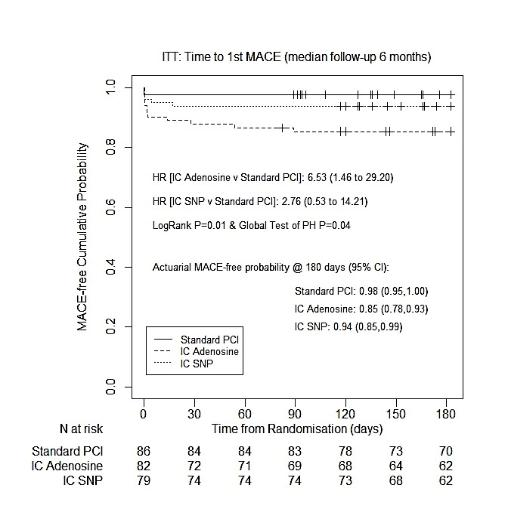 ITT: Time to 1st MACE (median follow-up 6 months)
MACE-free Cumulative Probability
1.0
0.8
0.6
0.4
0.2
0.0
HR [IC Adenosine v Standard PCI]: 6.53 (1.46 to 29.20)
HR [IC SNP v Standard PCI]: 2.76 (0.53 to 14.21)
LogRank P=0.01 & Global Test of PH P=0.04
Actuarial MACE-free probability @ 180 days (95% CI):
Standard PCI: 0.98 (0.95,1.00)
IC Adenosine: 0.85 (0.78,0.93)
IC SNP: 0.94 (0.85,0.99)
Standard PCI
IC Adenosine
IC SNP
0 30 60 90 120 150 180
N at risk Time from Randomisation (days)
Standard PCI 86 84 84 83 78 73 70
IC Adenosine 82 72 71 69 68 64 62
IC SNP 79 74 74 74 73 68 62